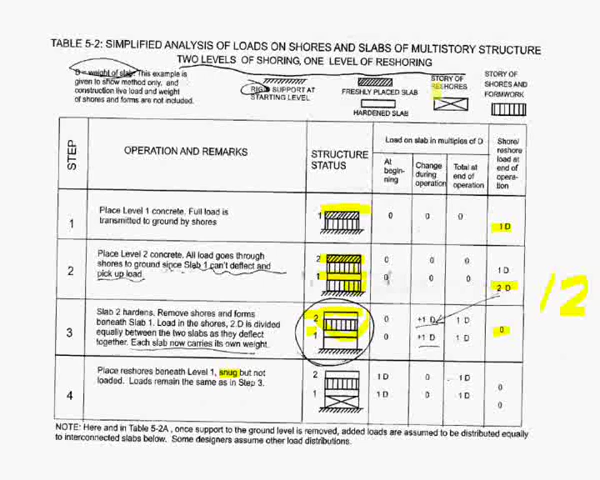 TABLE 5-2: SIMPLIFIED ANALYSIS OF LOADS ON SHORES AND SLABS OF MULTISTORY STRUCTURE
TWO LEVELS OF SHORING, ONE LEVEL OF RESHORING
D = weight of slab. This example is
given to show method only, and
construction live load and weight
of shores and forms are not included.
RIGID SUPPORT AT
STARTING LEVEL
FRESHLY PLACED SLAB
HARDENED SLAB
STORY OF
RESHORES
STORY OF
SHORES AND
FORMWORK
STEP
OPERATION AND REMARKS
STRUCTURE
STATUS
Load on slab in multiples of D
At
begin-
ning
Change
during
operation
Total at
end of
operation
Shore/
reshore
load at
end of
opera-
tion
1
Place Level 1 concrete. Full load is
transmitted to ground by shores
1
0 0 0
1 D
2
Place Level 2 concrete. All load goes through
shores to ground since Slab 1 can't deflect and
pick up load.
2
0 0 0 1 D
1
0 0 0 2 D
/2
3
Slab 2 hardens. Remove shores and forms
beneath Slab 1. Load in the shores, 2 D is divided
equally between the two slabs as they deflect
together. Each slab now carries its own weight.
2
0 +1 D 1 D
0
1
0 +1 D 1 D
4
Place reshores beneath Level 1, snug but not
loaded. Loads remain the same as in Step 3.
2
1 D 0 1 D 0
1
1 D 0 1 D 0
NOTE: Here and in Table 5-2A, once support to the ground level is removed, added loads are assumed to be distributed equally
to interconnected slabs below. Some designers assume other load distributions.